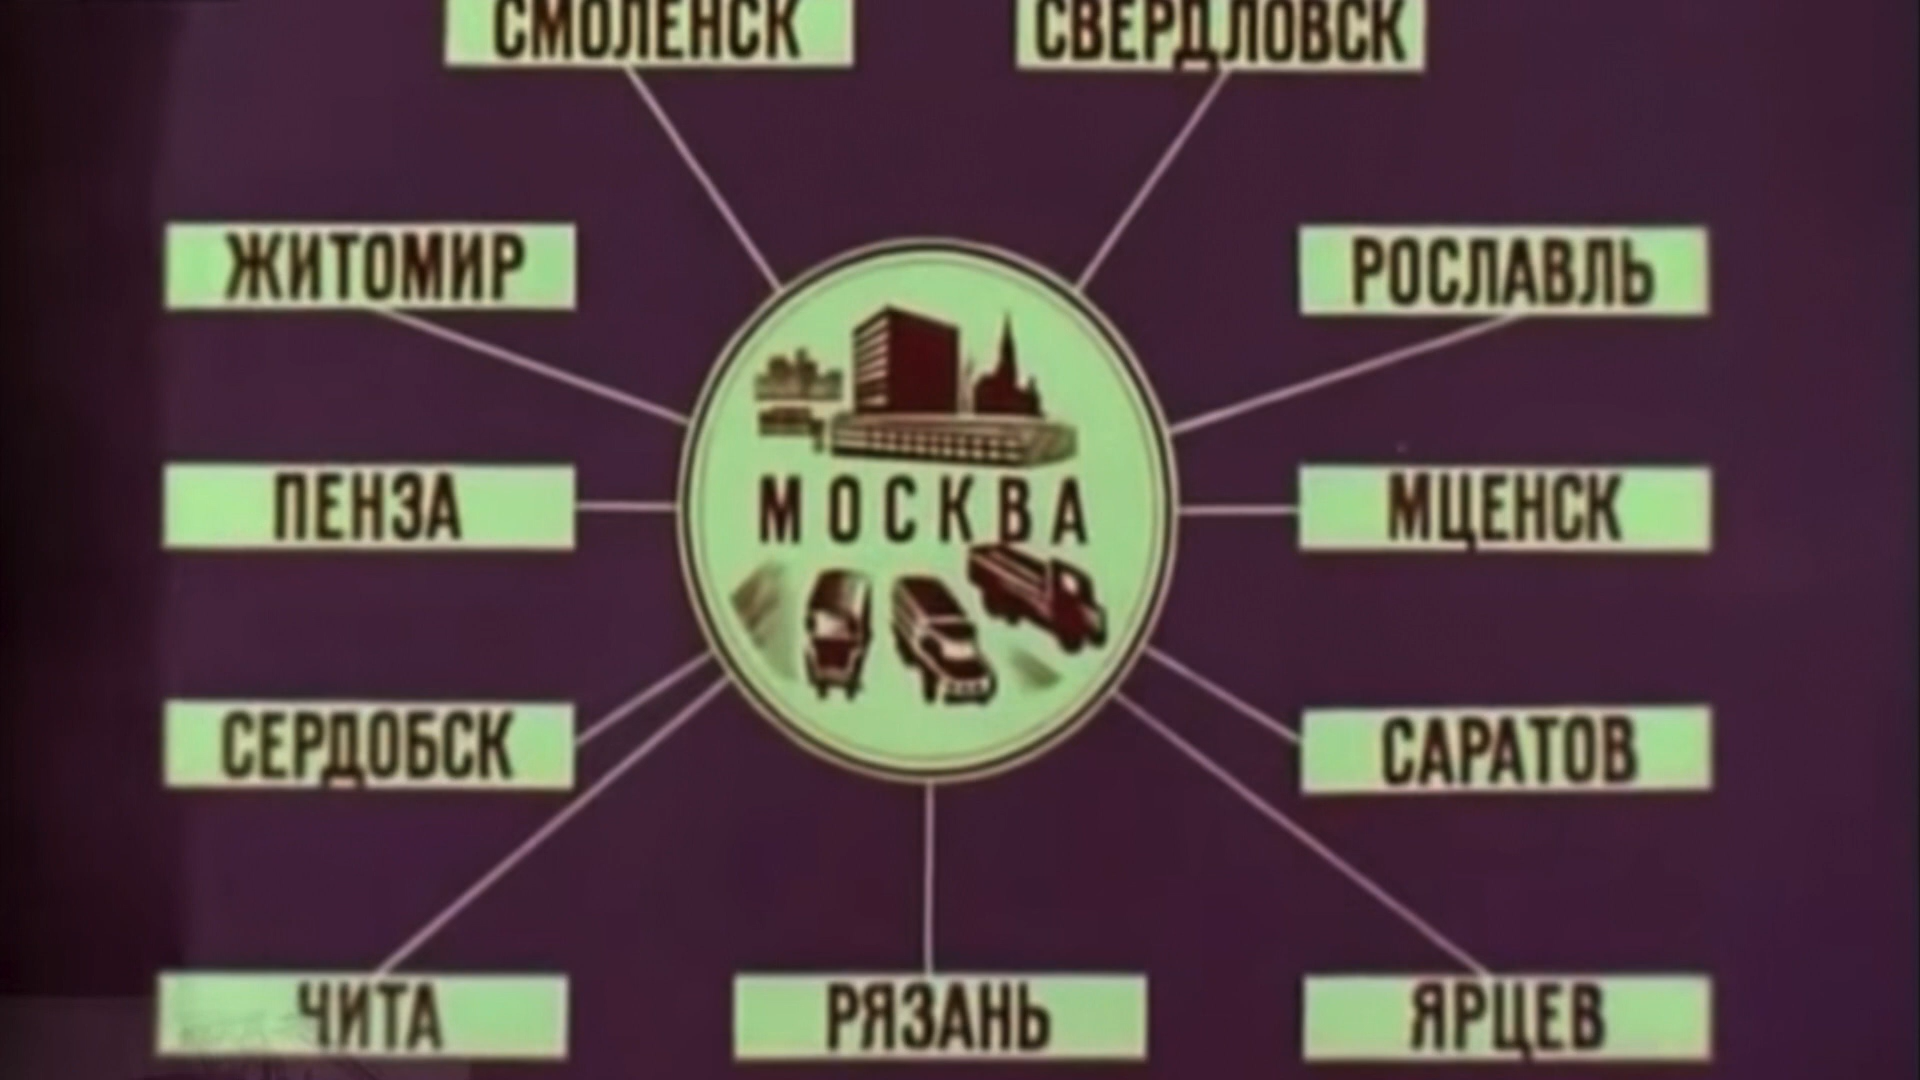 СМОЛЕНСК
СВЕРДЛОВСК
ЖИТОМИР
РОСЛАВЛЬ
ПЕНЗА
МОСКВА
МЦЕНСК
СЕРДОБСК
САРАТОВ
ЧИТА
РЯЗАНЬ
ЯРЦЕВ